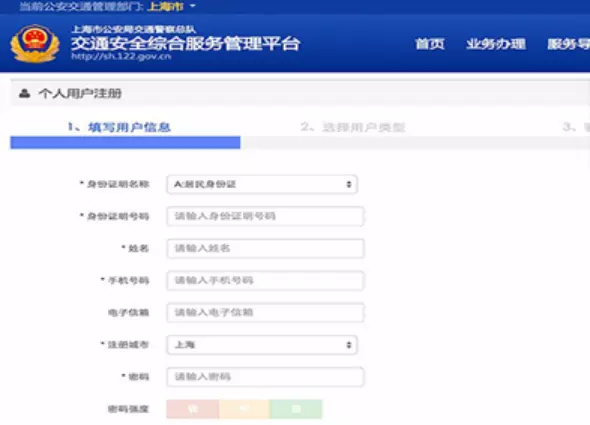 当前公安交通管理部门: 上海市
上海市公安局交通警察总队
交通安全综合服务管理平台
http://sh.122.gov.cn
首页 业务办理 服务导
个人用户注册
1、填写用户信息 2、选择用户类型 3、
* 身份证明名称 A:居民身份证
* 身份证明号码 请输入身份证明号码
* 姓名 请输入姓名
* 手机号码 请输入手机号码
电子信箱 请输入电子信箱
* 注册城市 上海
* 密码 请输入密码
密码强度 弱 中 强